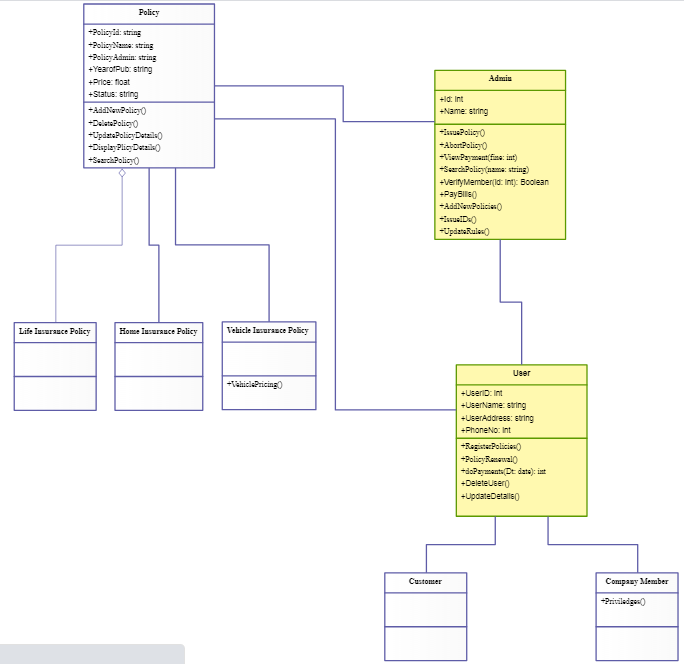 Policy
+PolicyId: string
+PolicyName: string
+PolicyAdmin: string
+YearofPub: string
+Price: float
+Status: string
+AddNewPolicy()
+DeletePolicy()
+UpdatePolicyDetails()
+DisplayPlicyDetails()
+SearchPolicy()
Admin
+Id: int
+Name: string
+IssuePolicy()
+AbortPolicy()
+ViewPayment(fine: int)
+SearchPolicy(name: string)
+VerifyMember(Id: int): Boolean
+PayBills()
+AddNewPolicies()
+IssueIDs()
+UpdateRules()
Life Insurance Policy
Home Insurance Policy
Vehicle Insurance Policy
+VehiclePricing()
User
+UserID: int
+UserName: string
+UserAddress: string
+PhoneNo: int
+RegisterPolicies()
+PolicyRenewal()
+doPayments(Dt: date): int
+DeleteUser()
+UpdateDetails()
Customer
Company Member
+Priviledges()